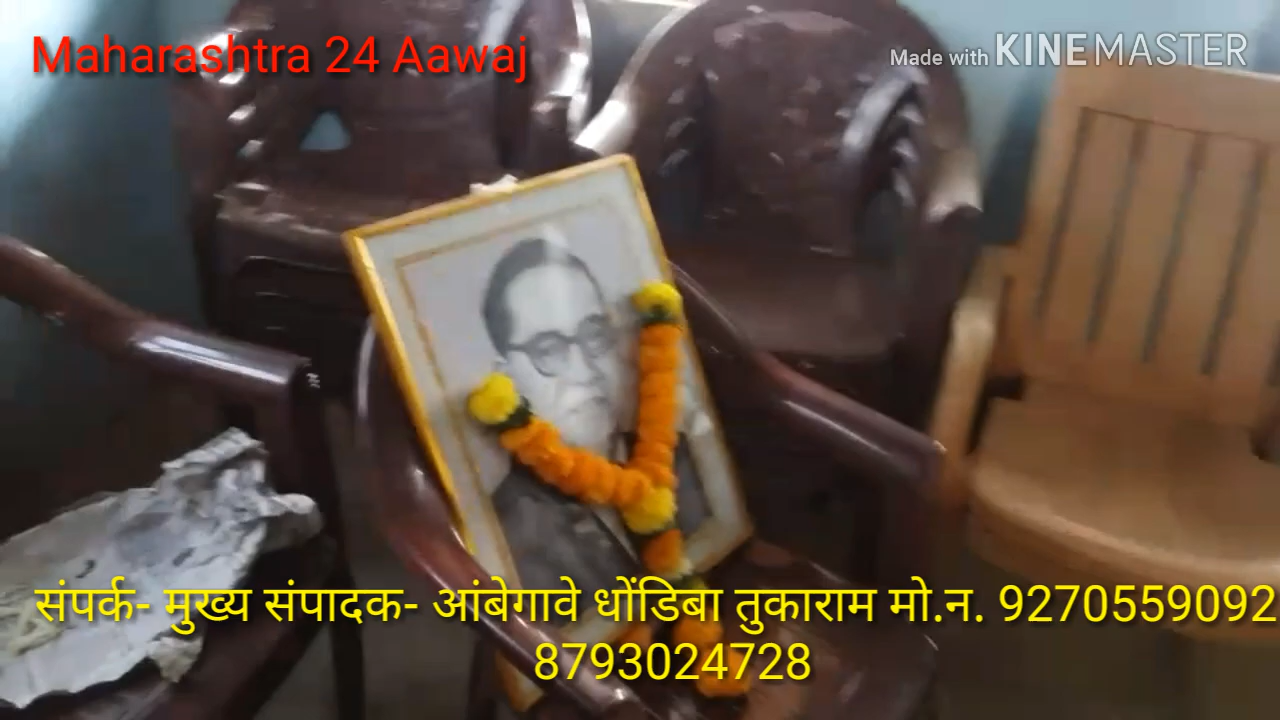 Maharashtra 24 Aawaj
Made with KINEMASTER
संपर्क- मुख्य संपादक- आंबेगावे धोंडिबा तुकाराम मो.न. 9270559092
8793024728